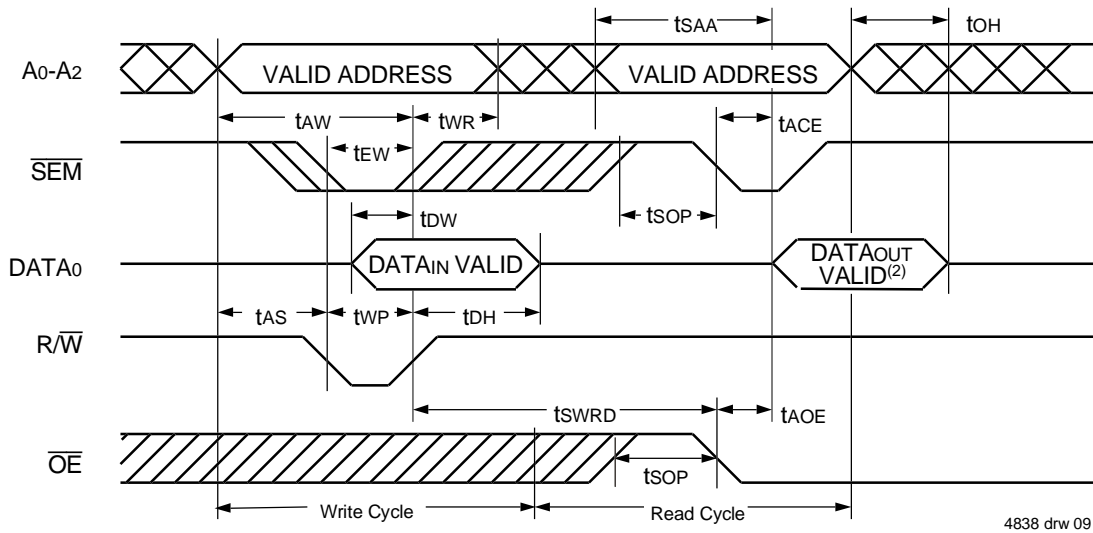 tSAA
tOH
A0-A2
VALID ADDRESS
VALID ADDRESS
tAW
tWR
tACE
tEW
SEM
tDW
tSOP
DATA0
DATAIN VALID
DATAOUT
VALID(2)
tAS
tWP
tDH
R/W
tSWRD
tAOE
OE
tSOP
Write Cycle
Read Cycle
4838 drw 09